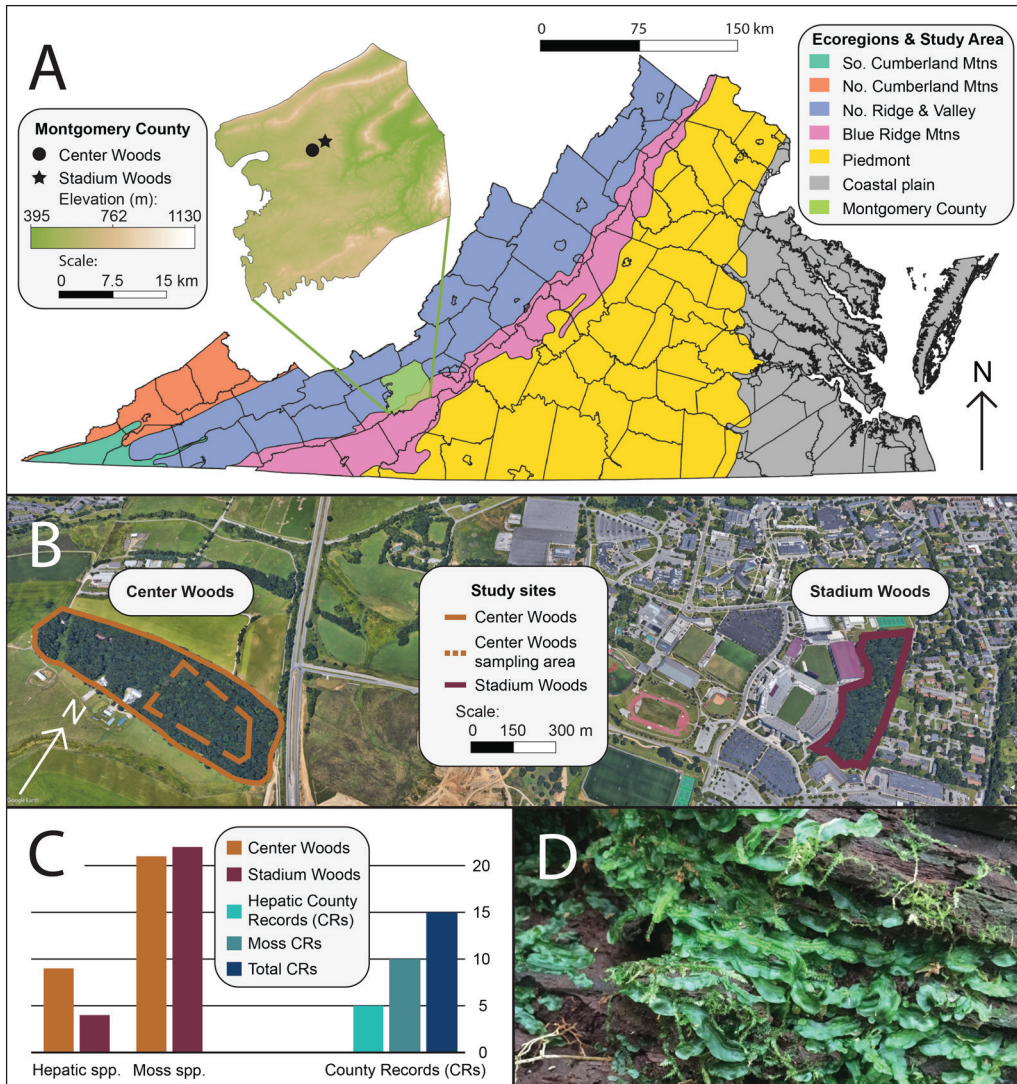 A
0 75 150 km
Ecoregions & Study Area
So. Cumberland Mtns
No. Cumberland Mtns
No. Ridge & Valley
Blue Ridge Mtns
Piedmont
Coastal plain
Montgomery County
Montgomery County
Center Woods
Stadium Woods
Elevation (m):
395 762 1130
Scale:
0 7.5 15 km
N
B
Center Woods
Study sites
Center Woods
Center Woods
sampling area
Stadium Woods
Scale:
0 150 300 m
Stadium Woods
N
Google Earth
C
Center Woods
Stadium Woods
Hepatic County
Records (CRs)
Moss CRs
Total CRs
20
15
10
5
0
Hepatic spp. Moss spp. County Records (CRs)
D